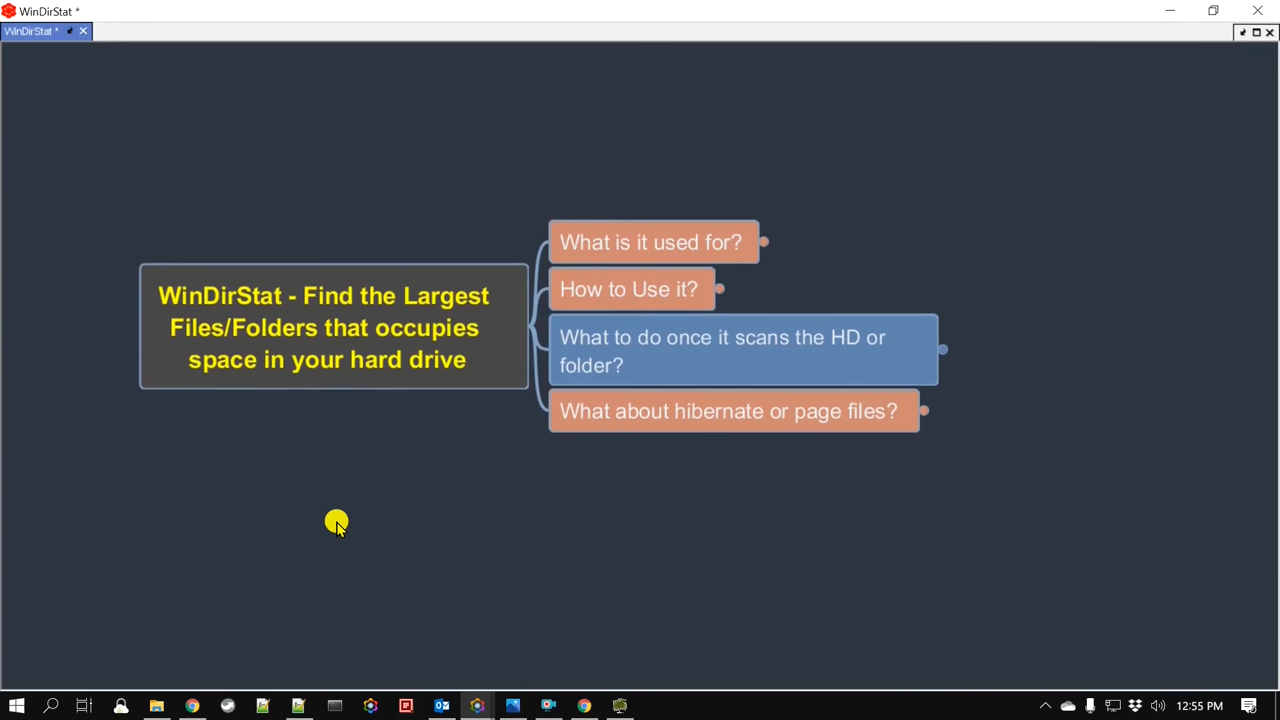 WinDirStat *
WinDirStat *
WinDirStat - Find the Largest
Files/Folders that occupies
space in your hard drive
What is it used for?
How to Use it?
What to do once it scans the HD or
folder?
What about hibernate or page files?
12:55 PM